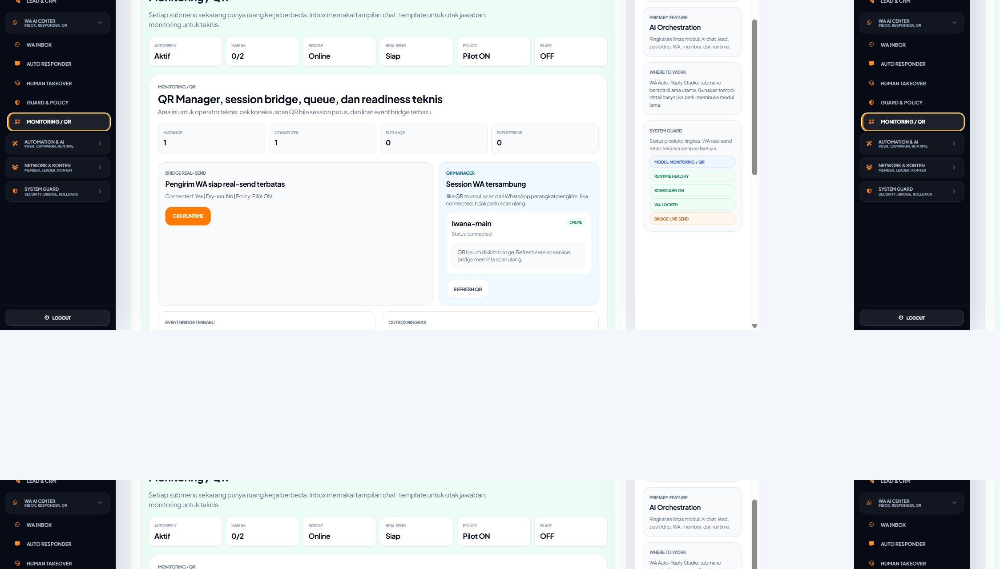 LEAD & CRM
WA AI CENTER
INBOX, RESPONDER, QR
WA INBOX
AUTO RESPONDER
HUMAN TAKEOVER
GUARD & POLICY
MONITORING / QR
AUTOMATION & AI
PUSH, CAMPAIGN, RUNTIME
NETWORK & KONTEN
MEMBER, LEADER, KONTEN
SYSTEM GUARD
SECURITY, BRIDGE, ROLLBACK
LOGOUT
Monitoring / QR
Setiap submenu sekarang punya ruang kerja berbeda. Inbox memakai tampilan chat; template untuk otak jawaban;
monitoring untuk teknis.
AUTO REPLY
Aktif
HARI INI
0/2
BRIDGE
Online
REAL SEND
Siap
POLICY
Pilot ON
BLAST
OFF
MONITORING / QR
QR Manager, session bridge, queue, dan readiness teknis
Area ini untuk operator teknis: cek koneksi, scan QR bila session putus, dan lihat event bridge terbaru.
INSTANCE
1
CONNECTED
1
BUTUH QR
0
EVENT ERROR
0
BRIDGE REAL-SEND
Pengirim WA siap real-send terbatas
Connected: Yes | Dry-run: No | Policy: Pilot ON
CEK RUNTIME
QR MANAGER
Session WA tersambung
Jika QR muncul, scan dari WhatsApp perangkat pengirim. Jika
connected, tidak perlu scan ulang.
iwana-main
ONLINE
Status: connected
QR belum dikirim bridge. Refresh setelah service
bridge meminta scan ulang.
REFRESH QR
EVENT BRIDGE TERBARU
OUTBOX RINGKAS
PRIMARY FEATURE
AI Orchestration
Ringkasan lintas modul: AI chat, lead,
push/drip, WA, member, dan runtime.
WHERE TO WORK
WA Auto-Reply Studio: submenu
berada di area utama. Gunakan tombol
detail hanya jika perlu membuka modul
lama.
SYSTEM GUARD
Status produksi ringkas. WA real-send
tetap terkunci sampai disetujui.
MODUL MONITORING / QR
RUNTIME HEALTHY
SCHEDULER ON
WA LOCKED
BRIDGE LIVE SEND
LEAD & CRM
WA AI CENTER
INBOX, RESPONDER, QR
WA INBOX
AUTO RESPONDER
HUMAN TAKEOVER
GUARD & POLICY
MONITORING / QR
AUTOMATION & AI
PUSH, CAMPAIGN, RUNTIME
NETWORK & KONTEN
MEMBER, LEADER, KONTEN
SYSTEM GUARD
SECURITY, BRIDGE, ROLLBACK
LOGOUT
LEAD & CRM
WA AI CENTER
INBOX, RESPONDER, QR
WA INBOX
AUTO RESPONDER
HUMAN TAKEOVER
Monitoring / QR
Setiap submenu sekarang punya ruang kerja berbeda. Inbox memakai tampilan chat; template untuk otak jawaban;
monitoring untuk teknis.
AUTO REPLY
Aktif
HARI INI
0/2
BRIDGE
Online
REAL SEND
Siap
POLICY
Pilot ON
BLAST
OFF
MONITORING / QR
PRIMARY FEATURE
AI Orchestration
Ringkasan lintas modul: AI chat, lead,
push/drip, WA, member, dan runtime.
WHERE TO WORK
WA Auto-Reply Studio: submenu
LEAD & CRM
WA AI CENTER
INBOX, RESPONDER, QR
WA INBOX
AUTO RESPONDER
HUMAN TAKEOVER